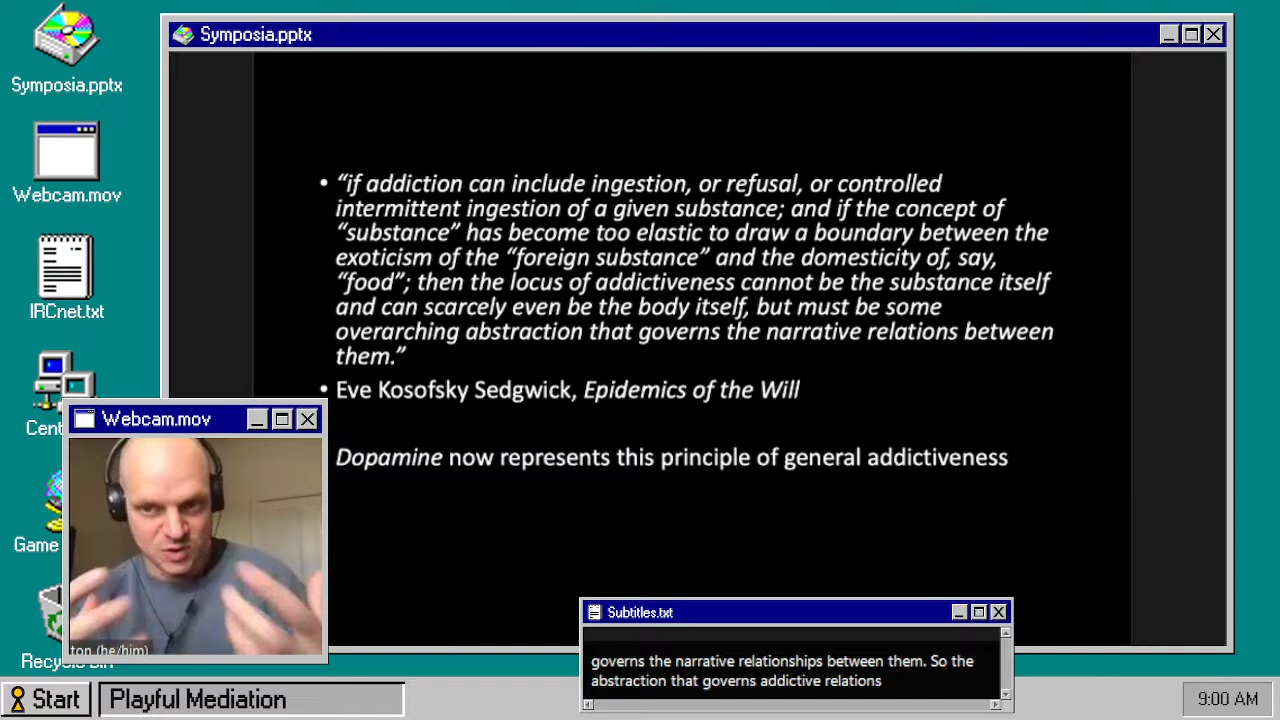 Symposia.pptx
Symposia.pptx
Webcam.mov
IRCnet.txt
Cent
Game
Recycle Bin
“if addiction can include ingestion, or refusal, or controlled
intermittent ingestion of a given substance; and if the concept of
“substance” has become too elastic to draw a boundary between the
exoticism of the “foreign substance” and the domesticity of, say,
“food”; then the locus of addictiveness cannot be the substance itself
and can scarcely even be the body itself, but must be some
overarching abstraction that governs the narrative relations between
them.”
Eve Kosofsky Sedgwick, Epidemics of the Will
Dopamine now represents this principle of general addictiveness
Webcam.mov
ton (he/him)
Subtitles.txt
governs the narrative relationships between them. So the
abstraction that governs addictive relations
Start
Playful Mediation
9:00 AM